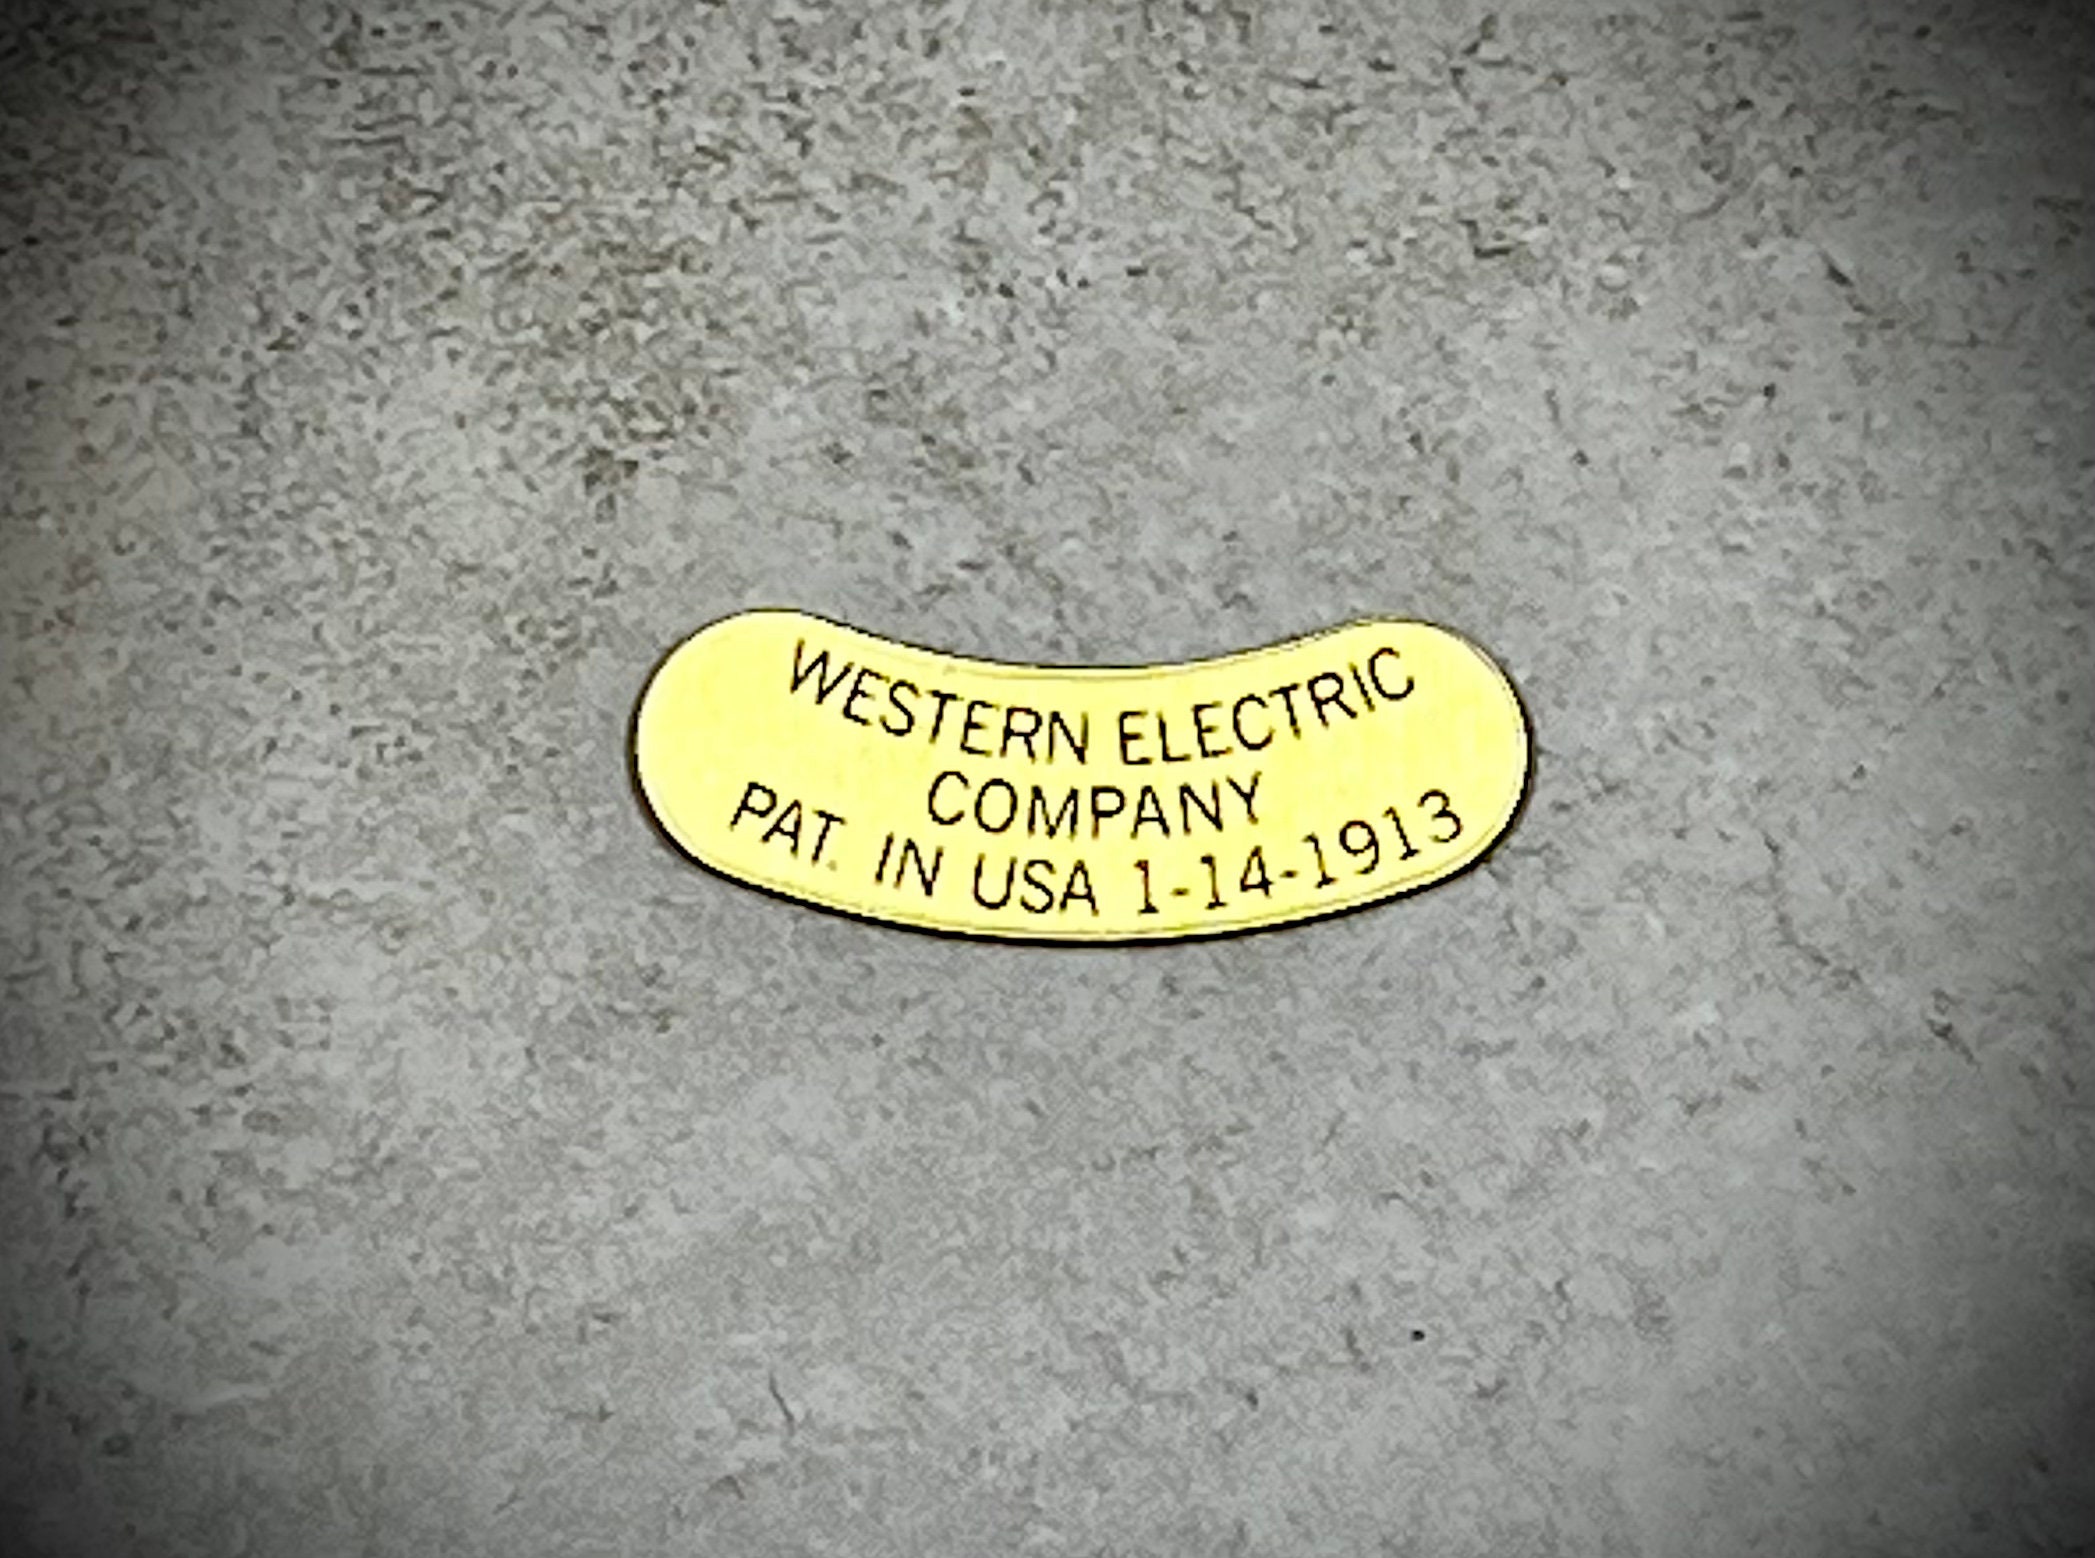 WESTERN ELECTRIC
COMPANY
PAT. IN USA 1-14-1913